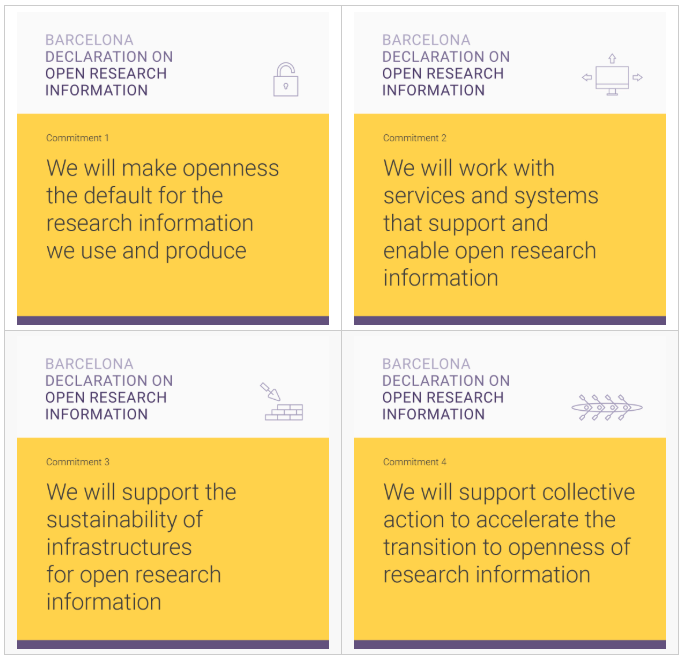 BARCELONA
DECLARATION ON
OPEN RESEARCH
INFORMATION
Commitment 1
We will make openness
the default for the
research information
we use and produce
BARCELONA
DECLARATION ON
OPEN RESEARCH
INFORMATION
Commitment 2
We will work with
services and systems
that support and
enable open research
information
BARCELONA
DECLARATION ON
OPEN RESEARCH
INFORMATION
Commitment 3
We will support the
sustainability of
infrastructures
for open research
information
BARCELONA
DECLARATION ON
OPEN RESEARCH
INFORMATION
Commitment 4
We will support collective
action to accelerate the
transition to openness of
research information